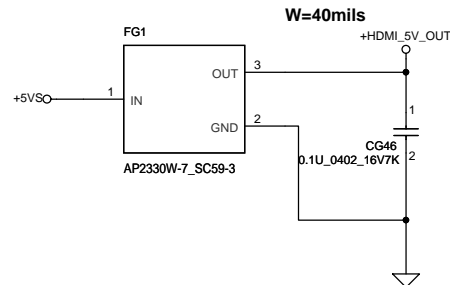 W=40mils
+HDMI_5V_OUT
FG1
3
OUT
+5VS
1
IN
2
GND
1
CG46
0.1U_0402_16V7K
2
AP2330W-7_SC59-3